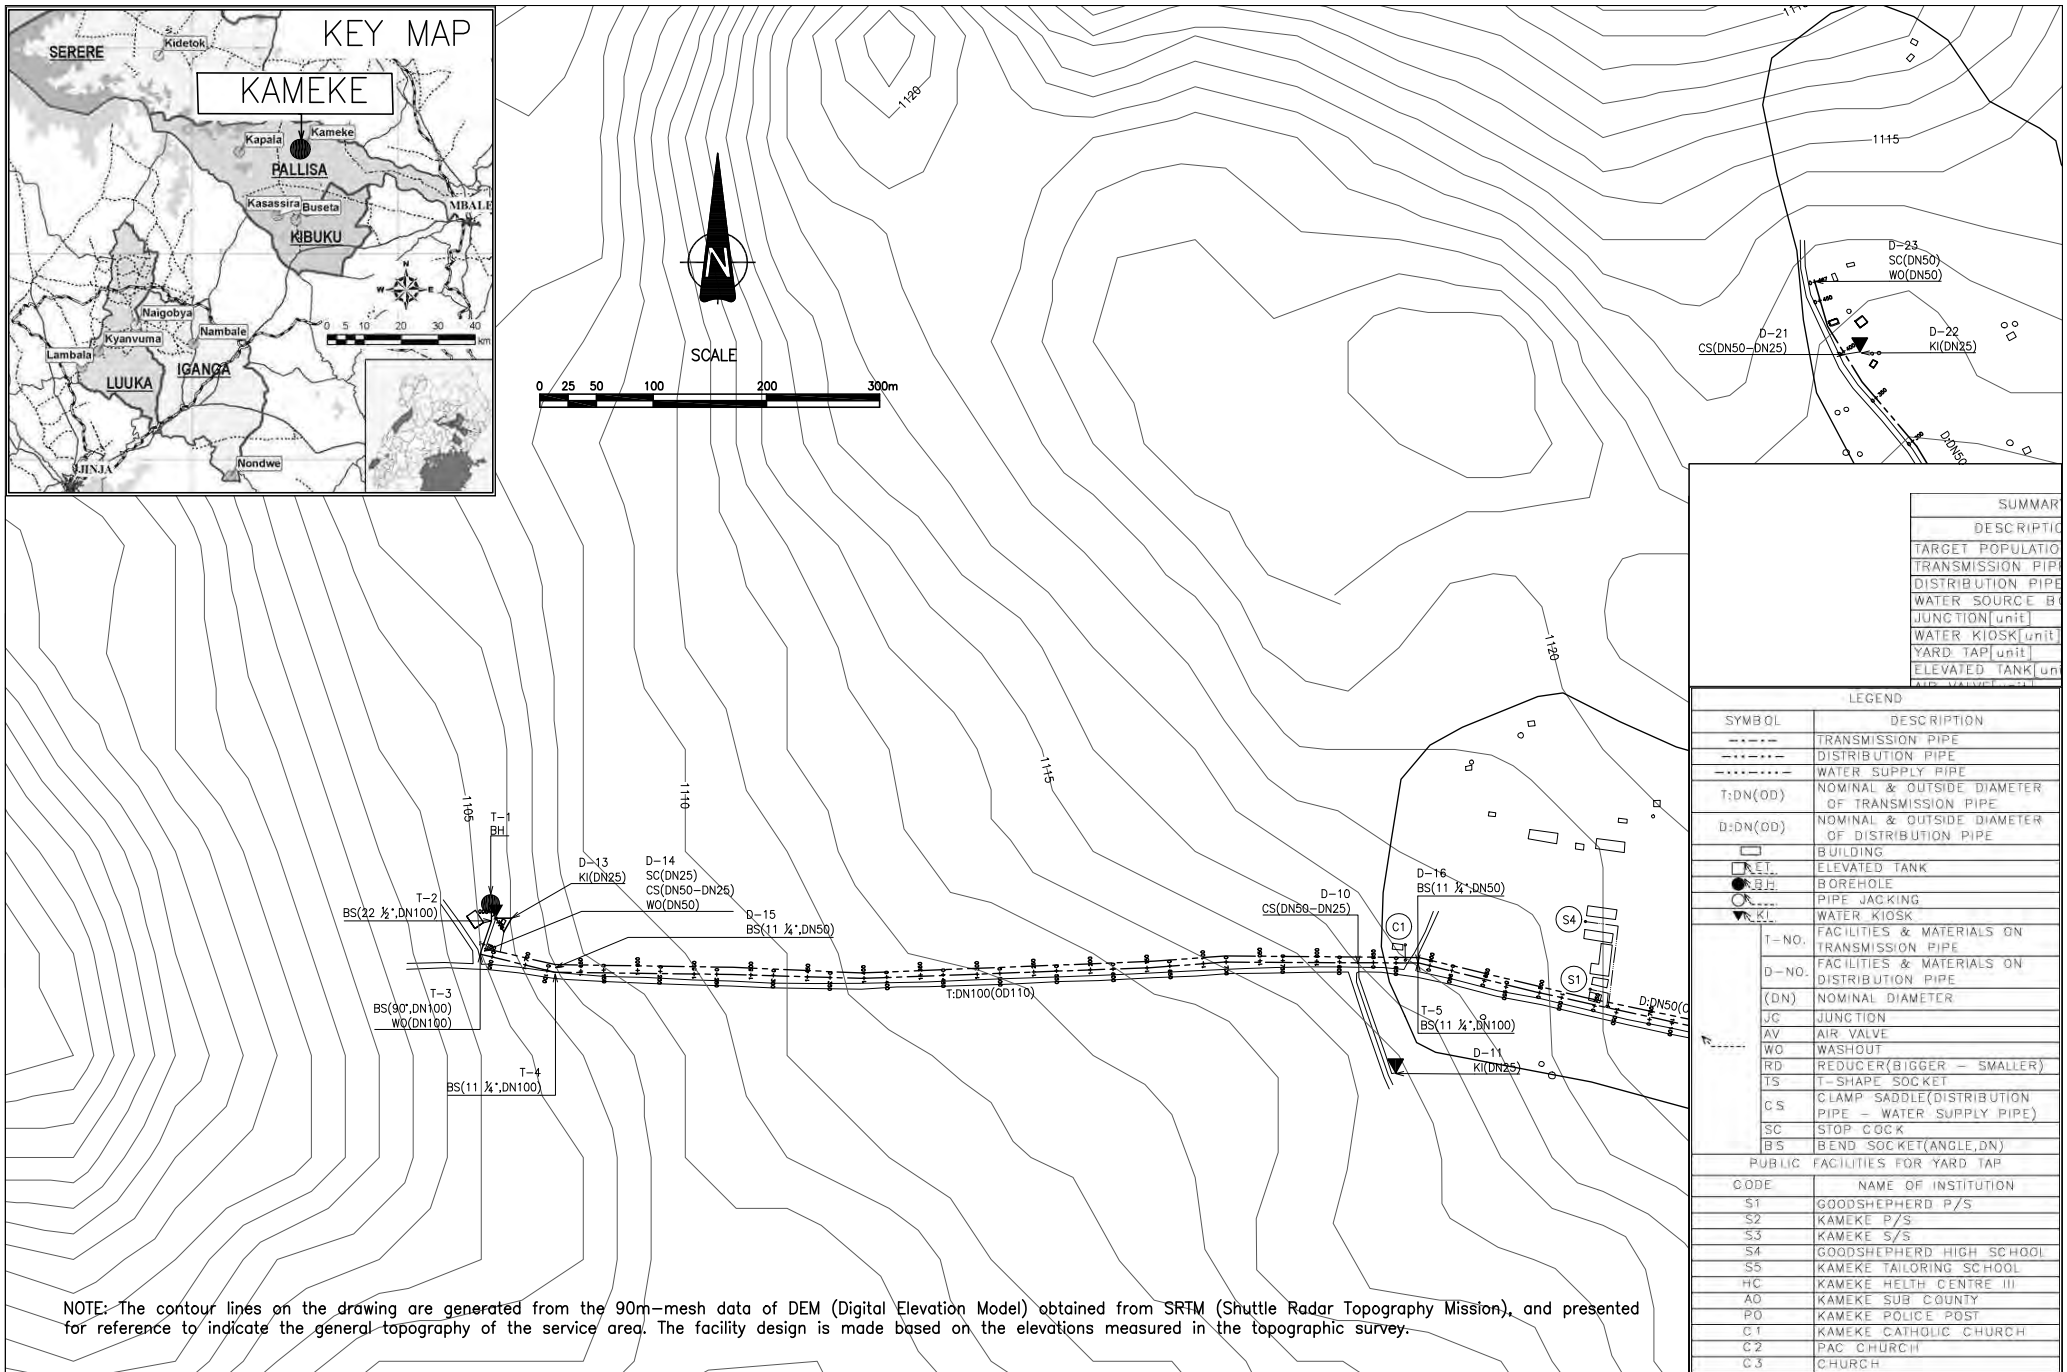 KEY MAP
KAMEKE
SERERE
Kidetok
Kapala
Kameke
PALLISA
Kasassira
Buseta
MBALE
KIBUKU
N
W
E
Naigobya
Nambale
Kyanvuma
Lambala
IGANGA
LUUKA
0 5 10 20 30 40
km
JINJA
Nondwe
N
SCALE
0 25 50 100 200 300m
1120
1115
1120
1115
1110
1105
D-23
SC(DN50)
WO(DN50)
D-21
CS(DN50-DN25)
D-22
KI(DN25)
D:DN50
T-1
BH
T-2
BS(22 ½°,DN100)
D-13
KI(DN25)
D-14
SC(DN25)
CS(DN50-DN25)
WO(DN50)
D-15
BS(11 ¼°,DN50)
T-3
BS(90°,DN100)
WO(DN100)
T-4
BS(11 ¼°,DN100)
T:DN100(OD110)
D-10
CS(DN50-DN25)
D-16
BS(11 ¼°,DN50)
C1
S4
S1
T-5
BS(11 ¼°,DN100)
D-11
KI(DN25)
D:DN50(O
SUMMAR
DESCRIPTIO
TARGET POPULATIO
TRANSMISSION PIP
DISTRIBUTION PIPE
WATER SOURCE B
JUNCTION[unit]
WATER KIOSK[unit]
YARD TAP[unit]
ELEVATED TANK[un
LEGEND
SYMBOL DESCRIPTION
TRANSMISSION PIPE
DISTRIBUTION PIPE
WATER SUPPLY PIPE
T:DN(OD) NOMINAL & OUTSIDE DIAMETER
OF TRANSMISSION PIPE
D:DN(OD) NOMINAL & OUTSIDE DIAMETER
OF DISTRIBUTION PIPE
BUILDING
ET ELEVATED TANK
BH BOREHOLE
PIPE JACKING
KI WATER KIOSK
T-NO. FACILITIES & MATERIALS ON
TRANSMISSION PIPE
D-NO. FACILITIES & MATERIALS ON
DISTRIBUTION PIPE
(DN) NOMINAL DIAMETER
JC JUNCTION
AV AIR VALVE
WO WASHOUT
RD REDUCER(BIGGER - SMALLER)
TS T-SHAPE SOCKET
CS CLAMP SADDLE(DISTRIBUTION
PIPE - WATER SUPPLY PIPE)
SC STOP COCK
BS BEND SOCKET(ANGLE,DN)
PUBLIC FACILITIES FOR YARD TAP
CODE NAME OF INSTITUTION
S1 GOODSHEPHERD P/S
S2 KAMEKE P/S
S3 KAMEKE S/S
S4 GOODSHEPHERD HIGH SCHOOL
S5 KAMEKE TAILORING SCHOOL
HC KAMEKE HELTH CENTRE III
AO KAMEKE SUB COUNTY
PO KAMEKE POLICE POST
C1 KAMEKE CATHOLIC CHURCH
C2 PAC CHURCH
C3 CHURCH
NOTE: The contour lines on the drawing are generated from the 90m-mesh data of DEM (Digital Elevation Model) obtained from SRTM (Shuttle Radar Topography Mission), and presented
for reference to indicate the general topography of the service area. The facility design is made based on the elevations measured in the topographic survey.